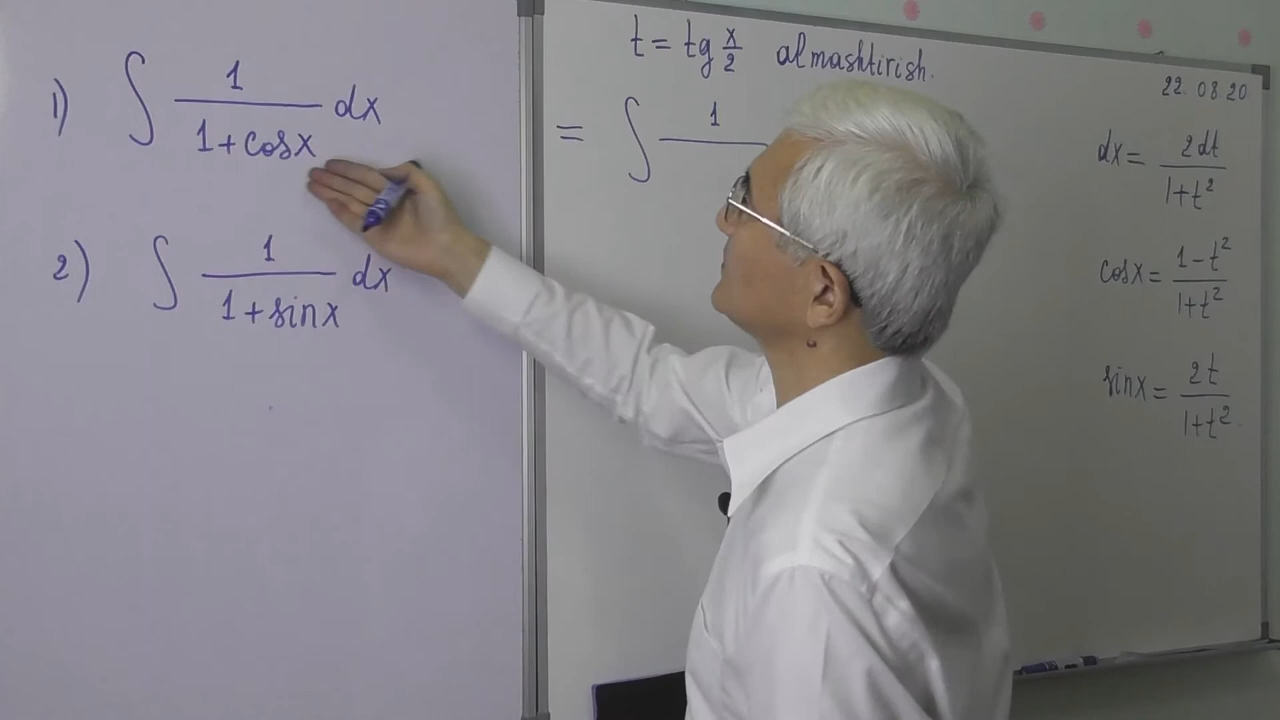 1) ∫ 1/(1+cosx) dx
2) ∫ 1/(1+sinx) dx
t = tg x/2 almashtirish.
= ∫ 1
22.08 20
dx = 2dt/(1+t²)
cosx = (1-t²)/(1+t²)
sinx = 2t/(1+t²)